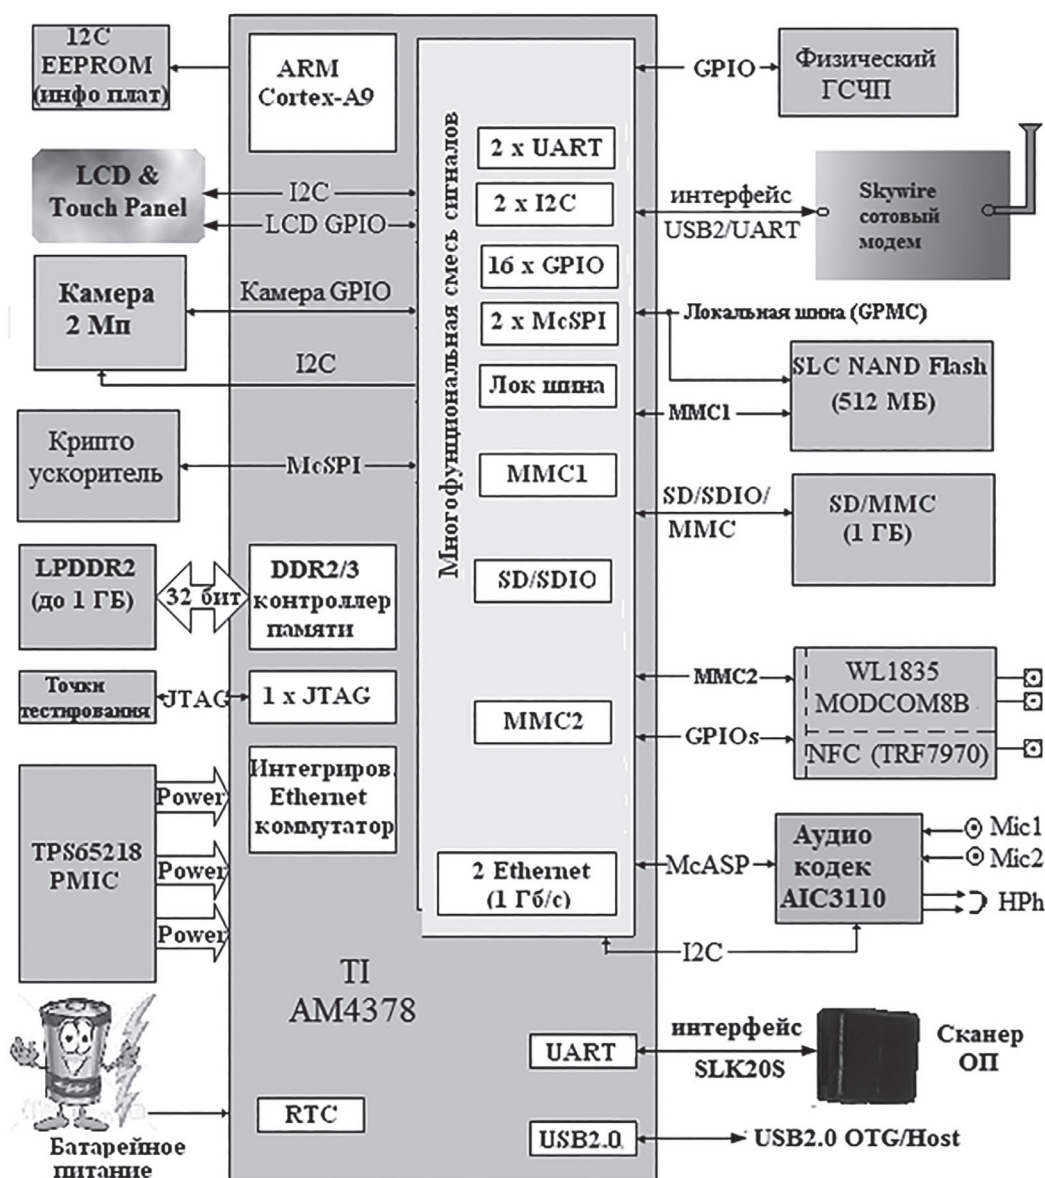 I2C
EEPROM
(инфо плат)
LCD &
Touch Panel
I2C
LCD GPIO
Камера
2 Мп
Камера GPIO
I2C
Крипто
ускоритель
McSPI
LPDDR2
(до 1 ГБ)
32 бит
Точки
тестирования
JTAG
TPS65218
PMIC
Power
Power
Power
Батарейное
питание
ARM
Cortex-A9
DDR2/3
контроллер
памяти
1 x JTAG
Интегриров.
Ethernet
коммутатор
TI
AM4378
RTC
UART
USB2.0
Многофункциональная смесь сигналов
2 x UART
2 x I2C
16 x GPIO
2 x McSPI
Лок шина
MMC1
SD/SDIO
MMC2
2 Ethernet
(1 Гб/с)
GPIO
Физический
ГСЧП
интерфейс
USB2/UART
Skywire
сотовый
модем
Локальная шина (GPMC)
MMC1
SLC NAND Flash
(512 МБ)
SD/SDIO/
MMC
SD/MMC
(1 ГБ)
MMC2
GPIOs
WL1835
MODCOM8B
NFC (TRF7970)
McASP
I2C
Аудио
кодек
AIC3110
Mic1
Mic2
HPh
интерфейс
SLK20S
Сканер
ОП
USB2.0 OTG/Host